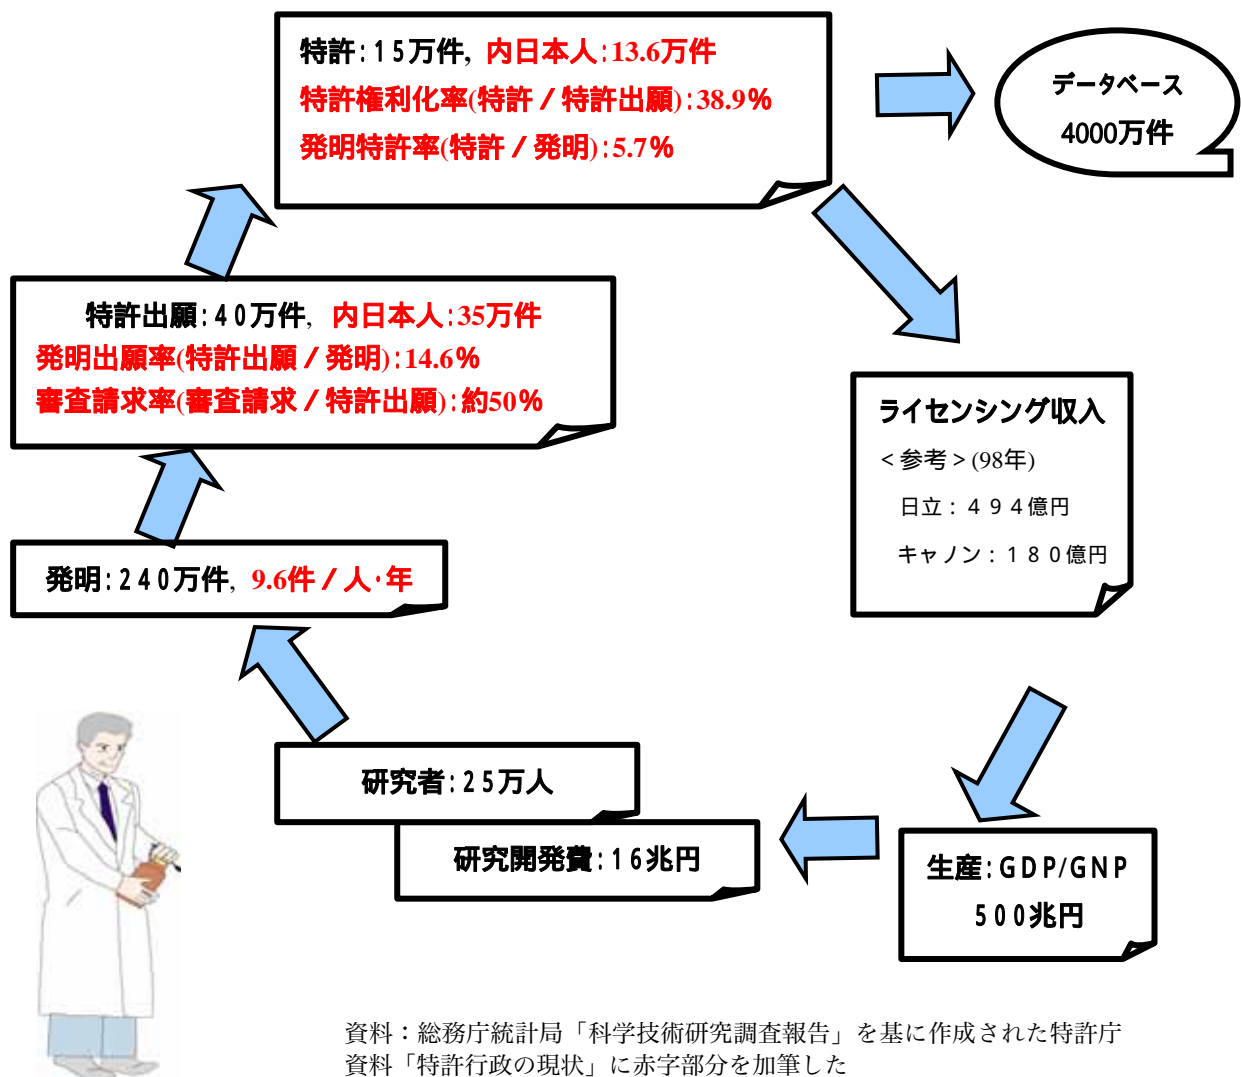 特許：15万件, 内日本人：13.6万件
特許権利化率(特許／特許出願)：38.9%
発明特許率(特許／発明)：5.7%
データベース
4000万件
特許出願：40万件, 内日本人：35万件
発明出願率(特許出願／発明)：14.6%
審査請求率(審査請求／特許出願)：約50%
ライセンシング収入
＜参考＞(98年)
日立：４９４億円
キャノン：１８０億円
発明：240万件, 9.6件／人・年
研究者：25万人
研究開発費：16兆円
生産：GDP/GNP
500兆円
資料：総務庁統計局「科学技術研究調査報告」を基に作成された特許庁
資料「特許行政の現状」に赤字部分を加筆した